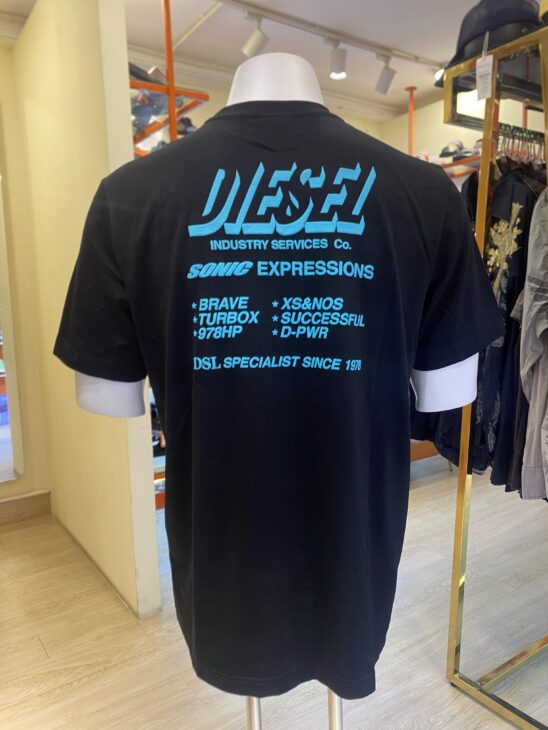 DIESEL
INDUSTRY SERVICES Co.
SONIC EXPRESSIONS
* BRAVE * XS&NOS
* TURBOX * SUCCESSFUL
* 978HP * D-PWR
DSL SPECIALIST SINCE 1978